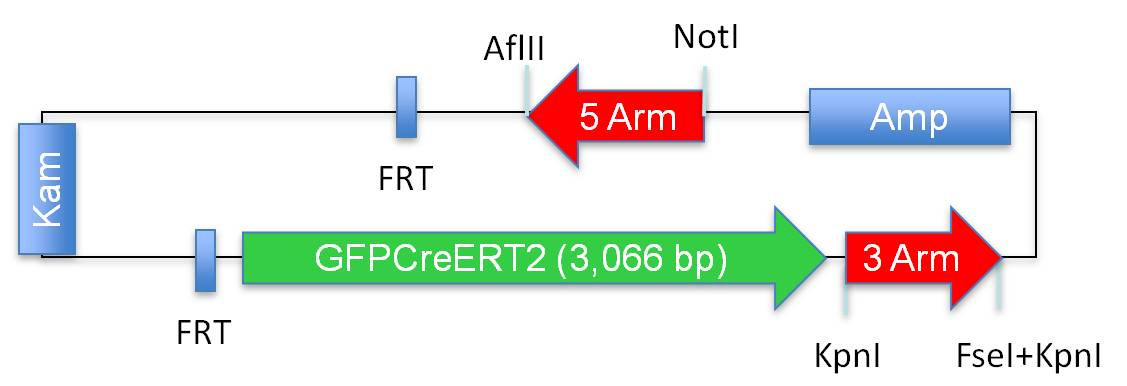 AflII
NotI
5 Arm
Amp
FRT
Kam
GFPCreERT2 (3,066 bp)
3 Arm
FRT
KpnI
FseI+KpnI